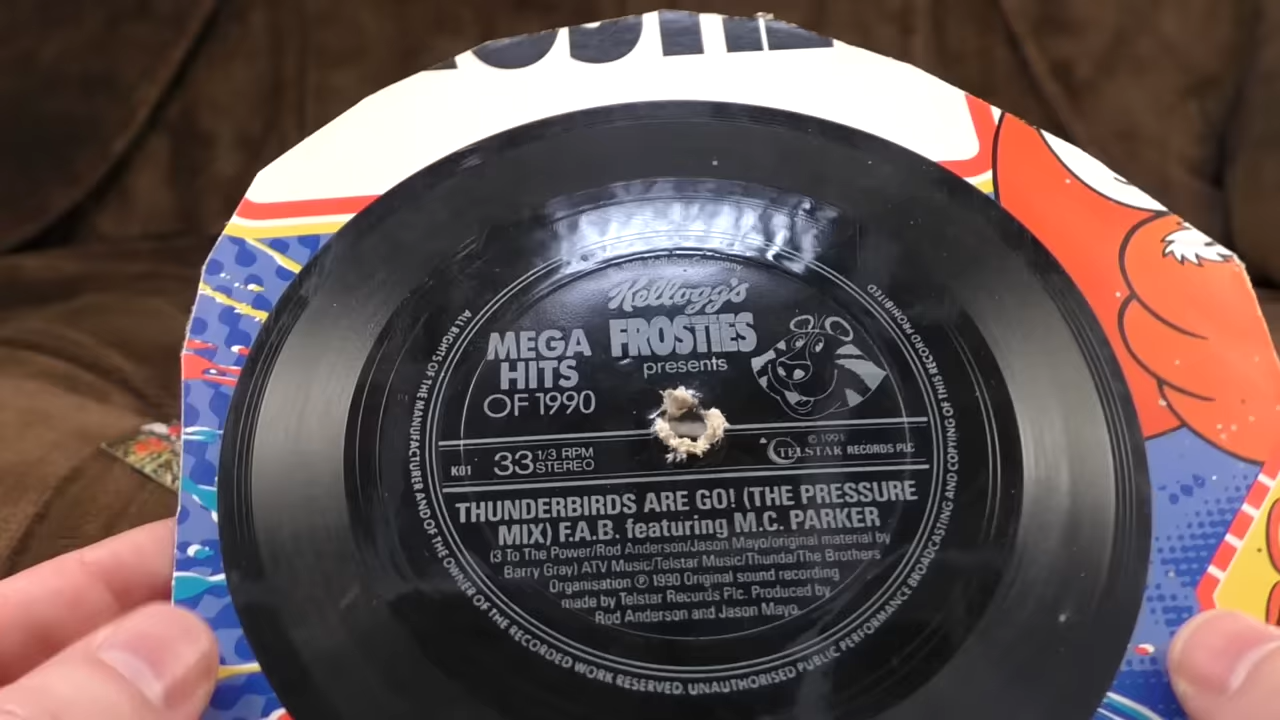 Kellogg's
FROSTIES
presents
MEGA
HITS
OF 1990
K01 33 1/3 RPM
STEREO
© 1991
TELSTAR RECORDS PLC
THUNDERBIRDS ARE GO! (THE PRESSURE
MIX) F.A.B. featuring M.C. PARKER
(3 To The Power/Rod Anderson/Jason Mayo/original material by
Barry Gray) ATV Music/Telstar Music/Thunda/The Brothers
Organisation ℗ 1990 Original sound recording
made by Telstar Records Plc. Produced by
Rod Anderson and Jason Mayo.
ALL RIGHTS OF THE MANUFACTURER AND OF THE OWNER OF THE RECORDED WORK RESERVED. UNAUTHORISED PUBLIC PERFORMANCE BROADCASTING AND COPYING OF THIS RECORD PROHIBITED